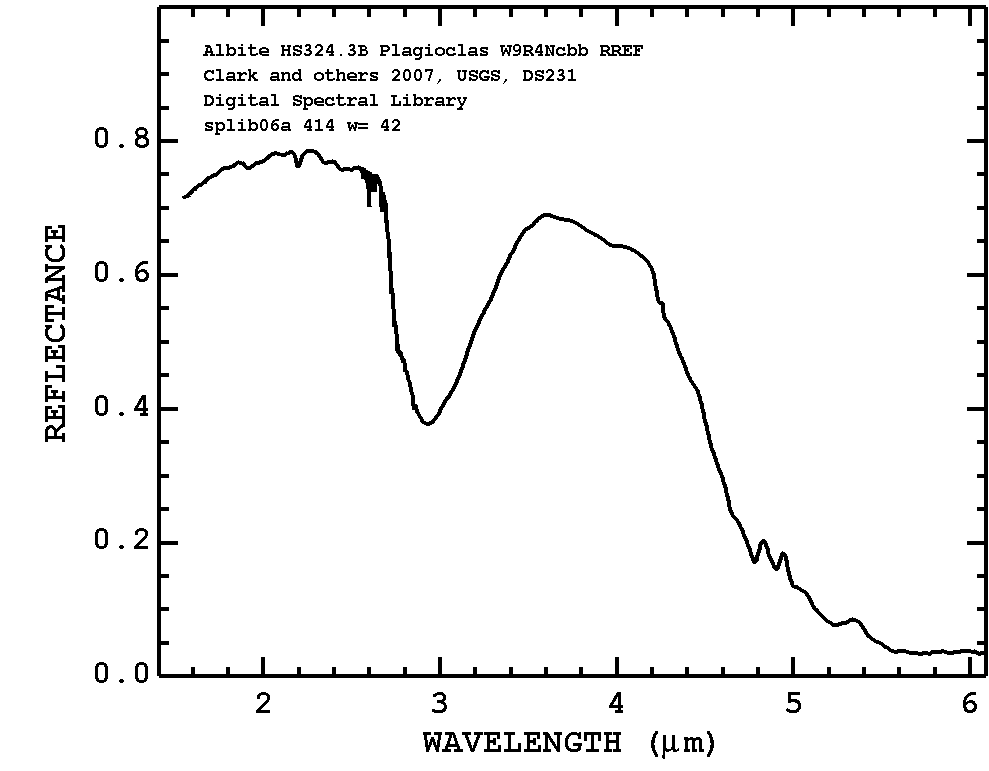 Albite HS324.3B Plagioclas W9R4Ncbb RREF
Clark and others 2007, USGS, DS231
Digital Spectral Library
splib06a 414 w= 42
0.8
0.6
0.4
0.2
0.0
REFLECTANCE
2 3 4 5 6
WAVELENGTH (µm)